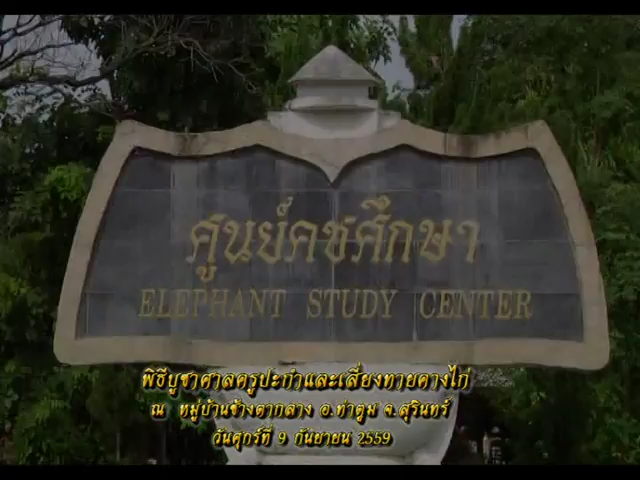 ศูนย์คชศึกษา
ELEPHANT STUDY CENTER
พิธีบูชาศาลครูปะกำและเสี่ยงทายคางไก่
ณ หมู่บ้านช้างตากลาง อ.ท่าตูม จ.สุรินทร์
วันศุกร์ที่ 9 กันยายน 2559